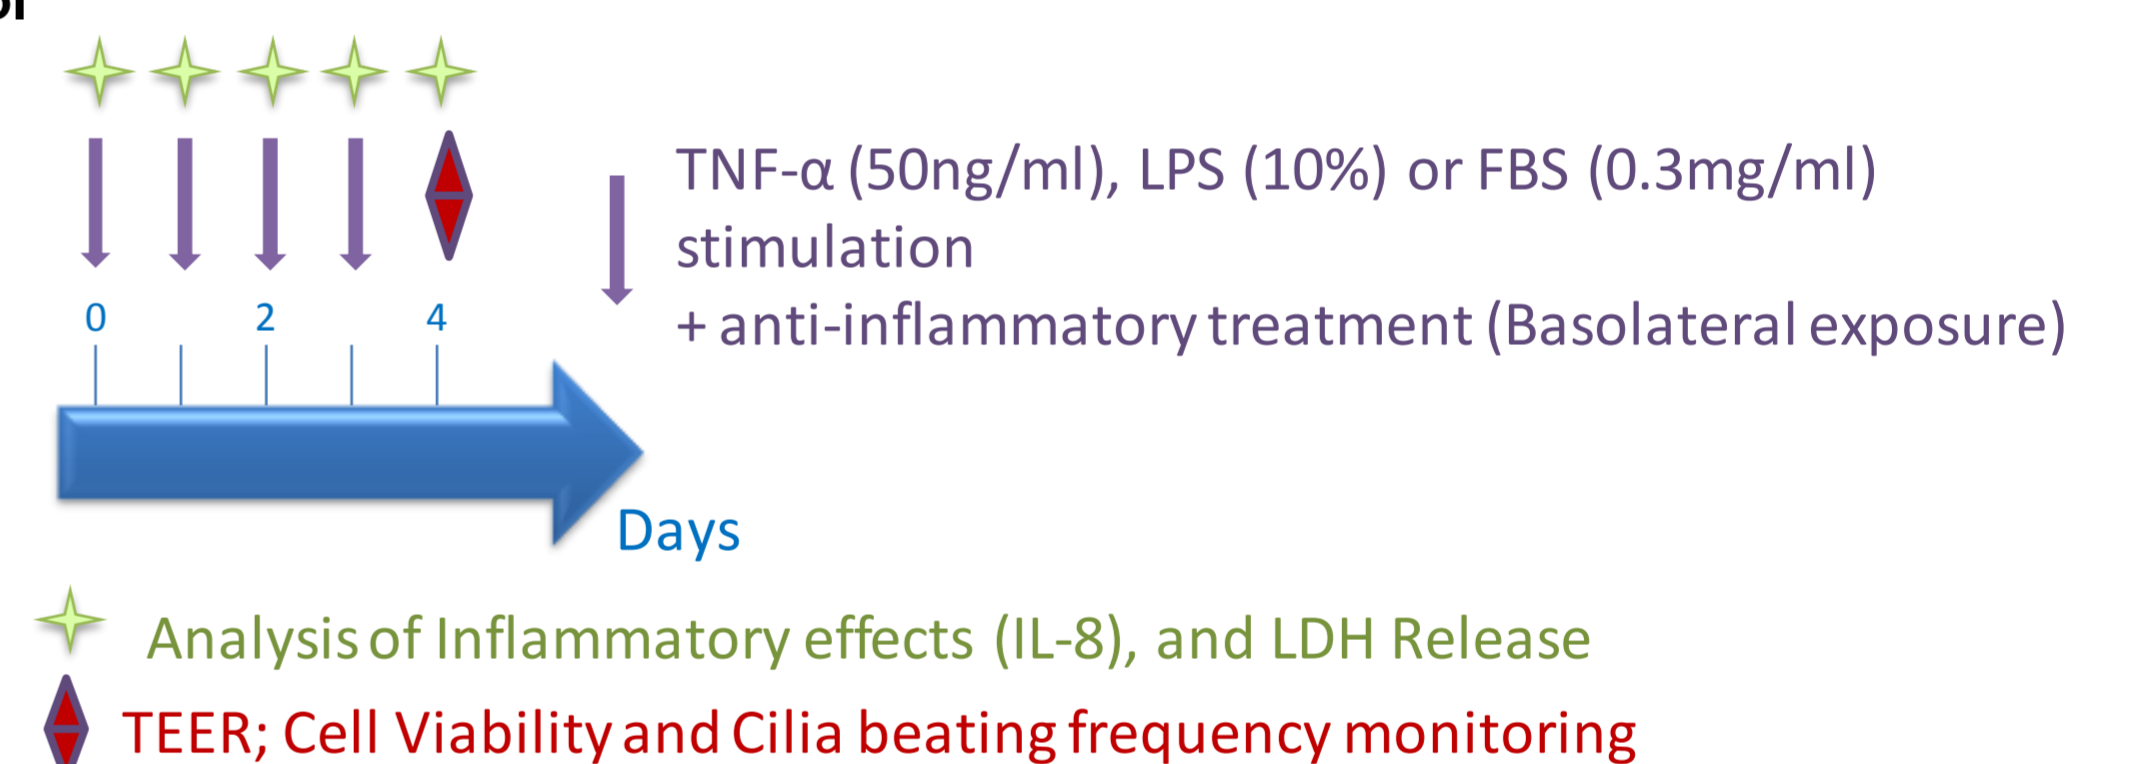 TNF-α (50ng/ml), LPS (10%) or FBS (0.3mg/ml)
stimulation
+ anti-inflammatory treatment (Basolateral exposure)
0 2 4
Days
Analysis of Inflammatory effects (IL-8), and LDH Release
TEER; Cell Viability and Cilia beating frequency monitoring